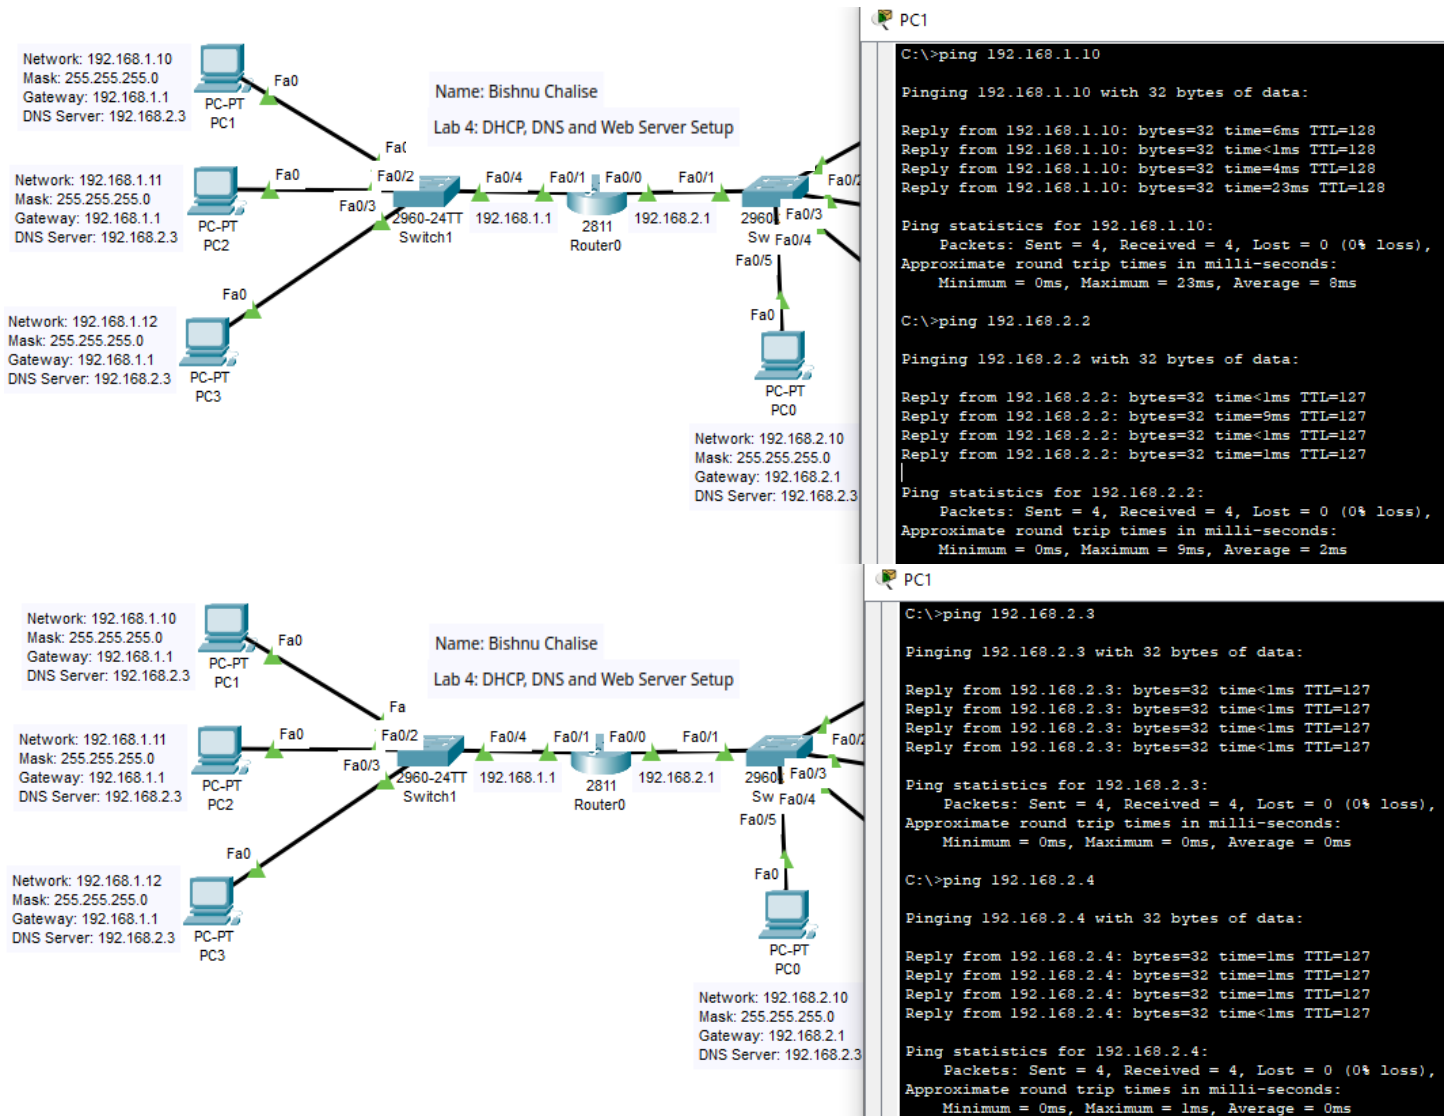 Network: 192.168.1.10
Mask: 255.255.255.0
Gateway: 192.168.1.1
DNS Server: 192.168.2.3
Fa0
PC-PT
PC1
Name: Bishnu Chalise
Lab 4: DHCP, DNS and Web Server Setup
Network: 192.168.1.11
Mask: 255.255.255.0
Gateway: 192.168.1.1
DNS Server: 192.168.2.3
Fa0
PC-PT
PC2
Fa0/2
Fa0/3
2960-24TT
Switch1
Fa0/4
192.168.1.1
Fa0/1
Fa0/0
2811
Router0
192.168.2.1
Fa0/1
2960
Sw
Fa0/2
Fa0/3
Fa0/4
Fa0/5
Network: 192.168.1.12
Mask: 255.255.255.0
Gateway: 192.168.1.1
DNS Server: 192.168.2.3
Fa0
PC-PT
PC3
Fa0
PC-PT
PC0
Network: 192.168.2.10
Mask: 255.255.255.0
Gateway: 192.168.2.1
DNS Server: 192.168.2.3
PC1
C:\>ping 192.168.1.10
Pinging 192.168.1.10 with 32 bytes of data:
Reply from 192.168.1.10: bytes=32 time=6ms TTL=128
Reply from 192.168.1.10: bytes=32 time<1ms TTL=128
Reply from 192.168.1.10: bytes=32 time=4ms TTL=128
Reply from 192.168.1.10: bytes=32 time=23ms TTL=128
Ping statistics for 192.168.1.10:
Packets: Sent = 4, Received = 4, Lost = 0 (0% loss),
Approximate round trip times in milli-seconds:
Minimum = 0ms, Maximum = 23ms, Average = 8ms
C:\>ping 192.168.2.2
Pinging 192.168.2.2 with 32 bytes of data:
Reply from 192.168.2.2: bytes=32 time<1ms TTL=127
Reply from 192.168.2.2: bytes=32 time=9ms TTL=127
Reply from 192.168.2.2: bytes=32 time<1ms TTL=127
Reply from 192.168.2.2: bytes=32 time=1ms TTL=127
Ping statistics for 192.168.2.2:
Packets: Sent = 4, Received = 4, Lost = 0 (0% loss),
Approximate round trip times in milli-seconds:
Minimum = 0ms, Maximum = 9ms, Average = 2ms
Network: 192.168.1.10
Mask: 255.255.255.0
Gateway: 192.168.1.1
DNS Server: 192.168.2.3
Fa0
PC-PT
PC1
Name: Bishnu Chalise
Lab 4: DHCP, DNS and Web Server Setup
Fa
Network: 192.168.1.11
Mask: 255.255.255.0
Gateway: 192.168.1.1
DNS Server: 192.168.2.3
Fa0
PC-PT
PC2
Fa0/2
Fa0/3
2960-24TT
Switch1
Fa0/4
192.168.1.1
Fa0/1
Fa0/0
2811
Router0
192.168.2.1
Fa0/1
2960
Sw
Fa0/2
Fa0/3
Fa0/4
Fa0/5
Network: 192.168.1.12
Mask: 255.255.255.0
Gateway: 192.168.1.1
DNS Server: 192.168.2.3
Fa0
PC-PT
PC3
Fa0
PC-PT
PC0
Network: 192.168.2.10
Mask: 255.255.255.0
Gateway: 192.168.2.1
DNS Server: 192.168.2.3
PC1
C:\>ping 192.168.2.3
Pinging 192.168.2.3 with 32 bytes of data:
Reply from 192.168.2.3: bytes=32 time<1ms TTL=127
Reply from 192.168.2.3: bytes=32 time<1ms TTL=127
Reply from 192.168.2.3: bytes=32 time<1ms TTL=127
Reply from 192.168.2.3: bytes=32 time<1ms TTL=127
Ping statistics for 192.168.2.3:
Packets: Sent = 4, Received = 4, Lost = 0 (0% loss),
Approximate round trip times in milli-seconds:
Minimum = 0ms, Maximum = 0ms, Average = 0ms
C:\>ping 192.168.2.4
Pinging 192.168.2.4 with 32 bytes of data:
Reply from 192.168.2.4: bytes=32 time=1ms TTL=127
Reply from 192.168.2.4: bytes=32 time=1ms TTL=127
Reply from 192.168.2.4: bytes=32 time=1ms TTL=127
Reply from 192.168.2.4: bytes=32 time<1ms TTL=127
Ping statistics for 192.168.2.4:
Packets: Sent = 4, Received = 4, Lost = 0 (0% loss),
Approximate round trip times in milli-seconds:
Minimum = 0ms, Maximum = 1ms, Average = 0ms